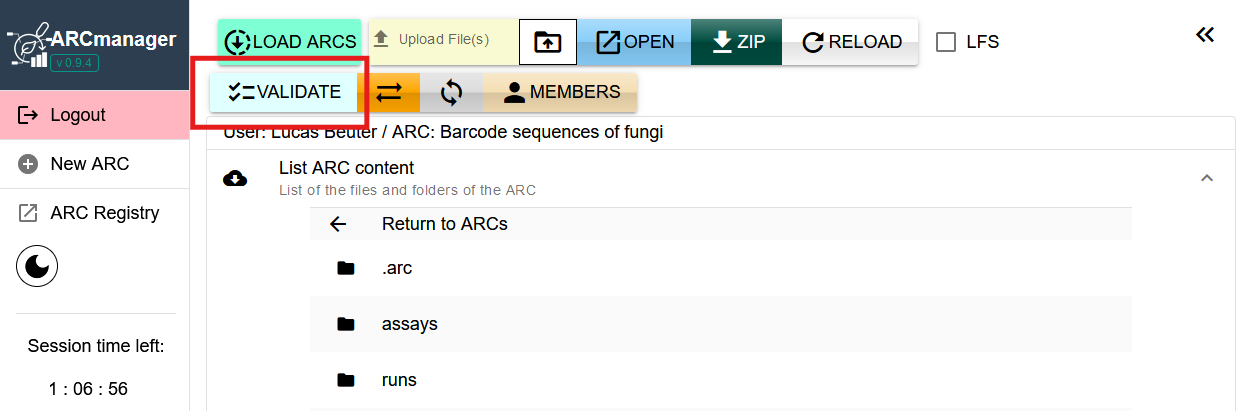 ARCmanager
v 0.9.4
Logout
New ARC
ARC Registry
Session time left:
1 : 06 : 56
LOAD ARCS
Upload File(s)
OPEN
ZIP
RELOAD
LFS
VALIDATE
MEMBERS
User: Lucas Beuter / ARC: Barcode sequences of fungi
List ARC content
List of the files and folders of the ARC
Return to ARCs
.arc
assays
runs